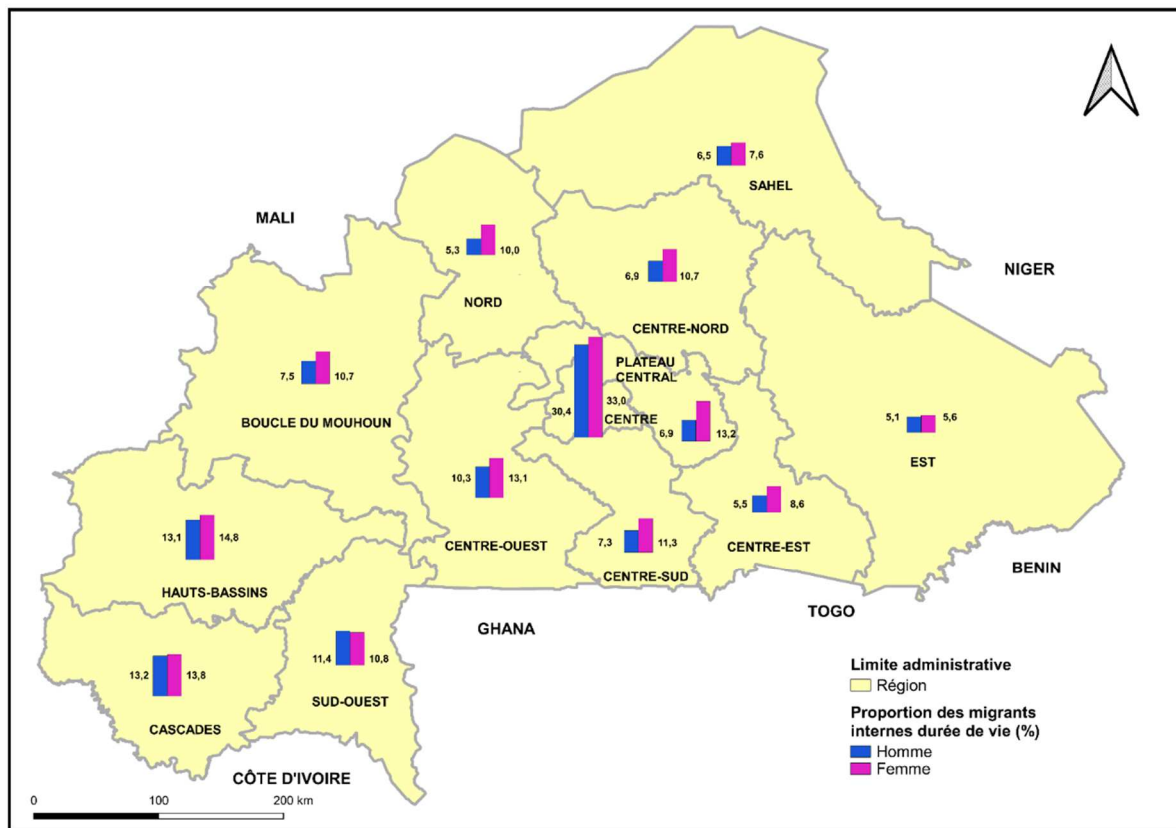 6,5 7,6
SAHEL
MALI
5,3 10,0
NORD
NIGER
6,9 10,7
CENTRE-NORD
7,5 10,7
BOUCLE DU MOUHOUN
PLATEAU
CENTRAL
30,4 33,0
CENTRE
6,9 13,2
5,1 5,6
EST
10,3 13,1
CENTRE-OUEST
5,5 8,6
CENTRE-EST
13,1 14,8
HAUTS-BASSINS
7,3 11,3
CENTRE-SUD
BENIN
TOGO
GHANA
11,4 10,8
SUD-OUEST
13,2 13,8
CASCADES
CÔTE D'IVOIRE
Limite administrative
Région
Proportion des migrants
internes durée de vie (%)
Homme
Femme
0 100 200 km